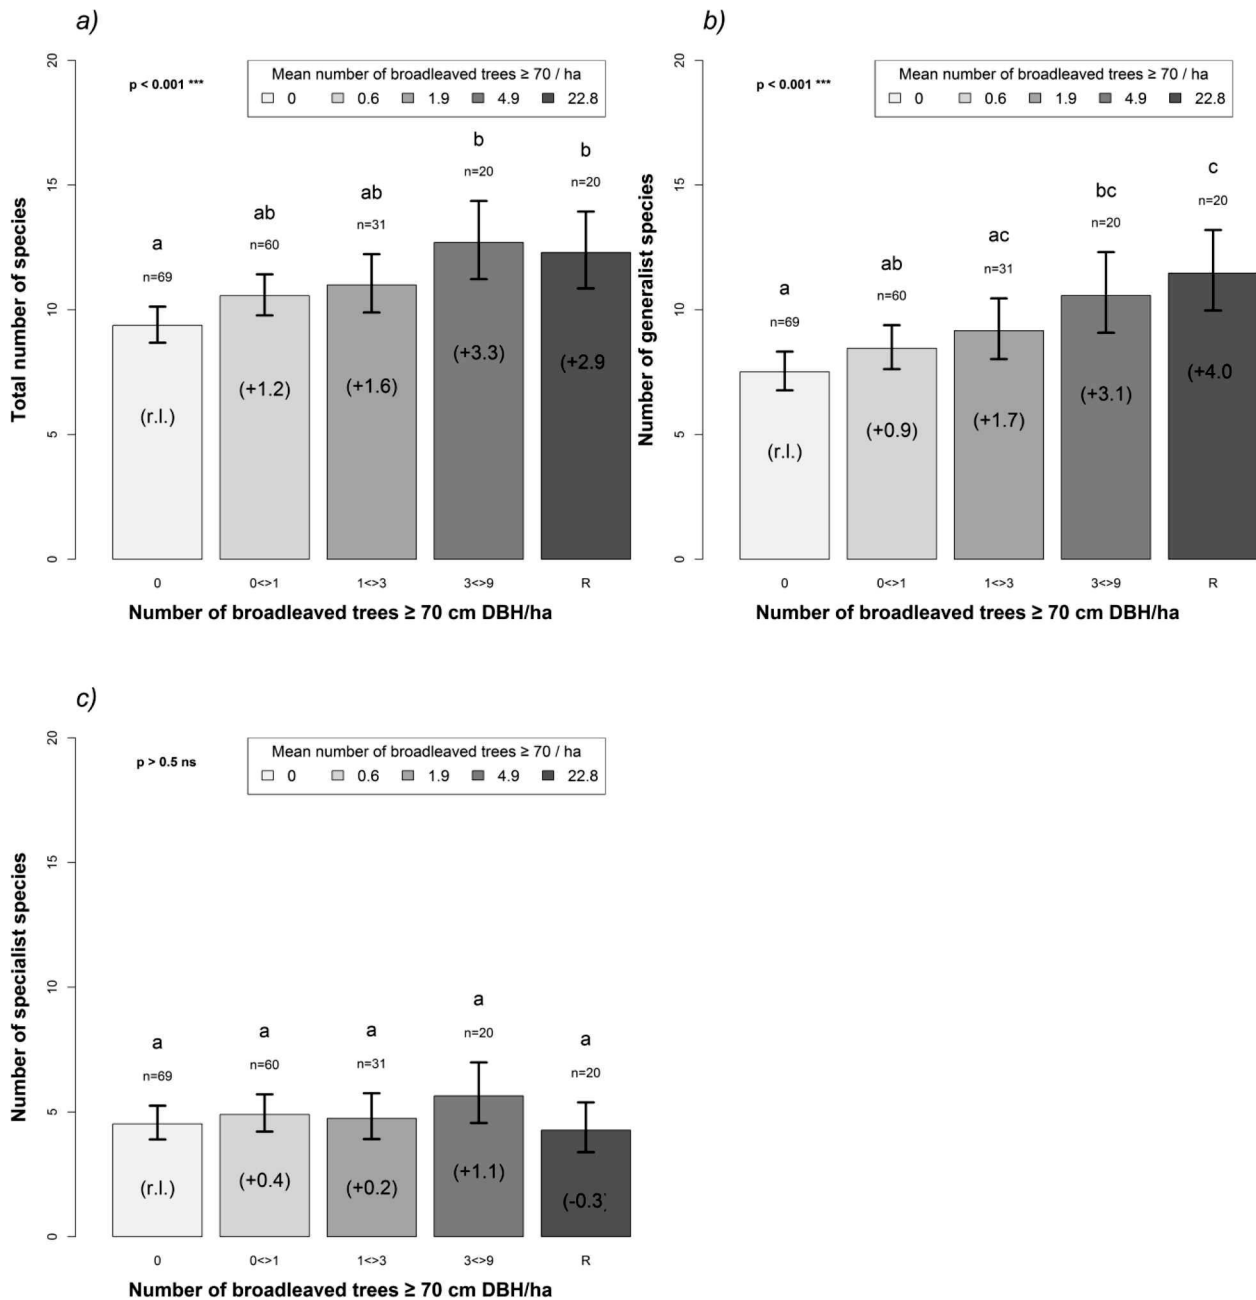 a)
20
15
10
5
0
Total number of species
p < 0.001 ***
Mean number of broadleaved trees ≥ 70 / ha
0 0.6 1.9 4.9 22.8
a
n=69
(r.l.)
ab
n=60
(+1.2)
ab
n=31
(+1.6)
b
n=20
(+3.3)
b
n=20
(+2.9
0 0<>1 1<>3 3<>9 R
Number of broadleaved trees ≥ 70 cm DBH/ha
b)
20
15
10
5
0
Number of generalist species
p < 0.001 ***
Mean number of broadleaved trees ≥ 70 / ha
0 0.6 1.9 4.9 22.8
a
n=69
(r.l.)
ab
n=60
(+0.9)
ac
n=31
(+1.7)
bc
n=20
(+3.1)
c
n=20
(+4.0
0 0<>1 1<>3 3<>9 R
Number of broadleaved trees ≥ 70 cm DBH/ha
c)
20
15
10
5
0
Number of specialist species
p > 0.5 ns
Mean number of broadleaved trees ≥ 70 / ha
0 0.6 1.9 4.9 22.8
a
n=69
(r.l.)
a
n=60
(+0.4)
a
n=31
(+0.2)
a
n=20
(+1.1)
a
n=20
(-0.3)
0 0<>1 1<>3 3<>9 R
Number of broadleaved trees ≥ 70 cm DBH/ha